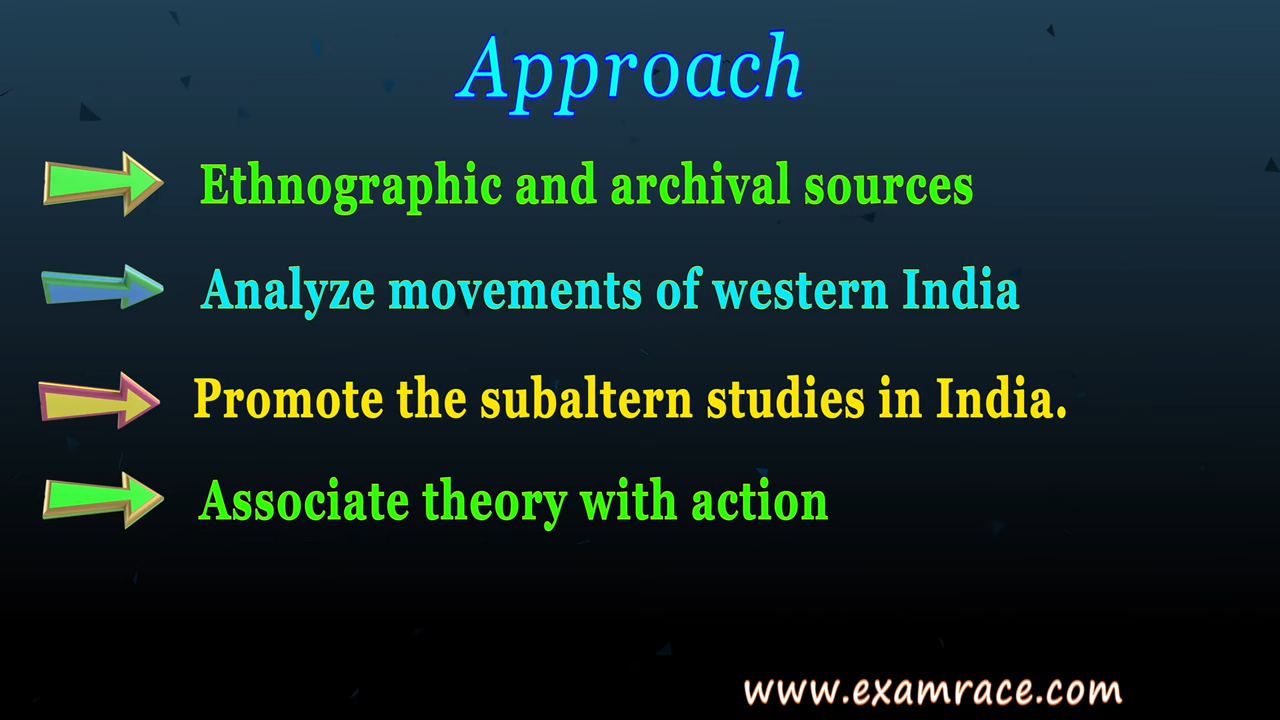 Approach
Ethnographic and archival sources
Analyze movements of western India
Promote the subaltern studies in India.
Associate theory with action
www.examrace.com